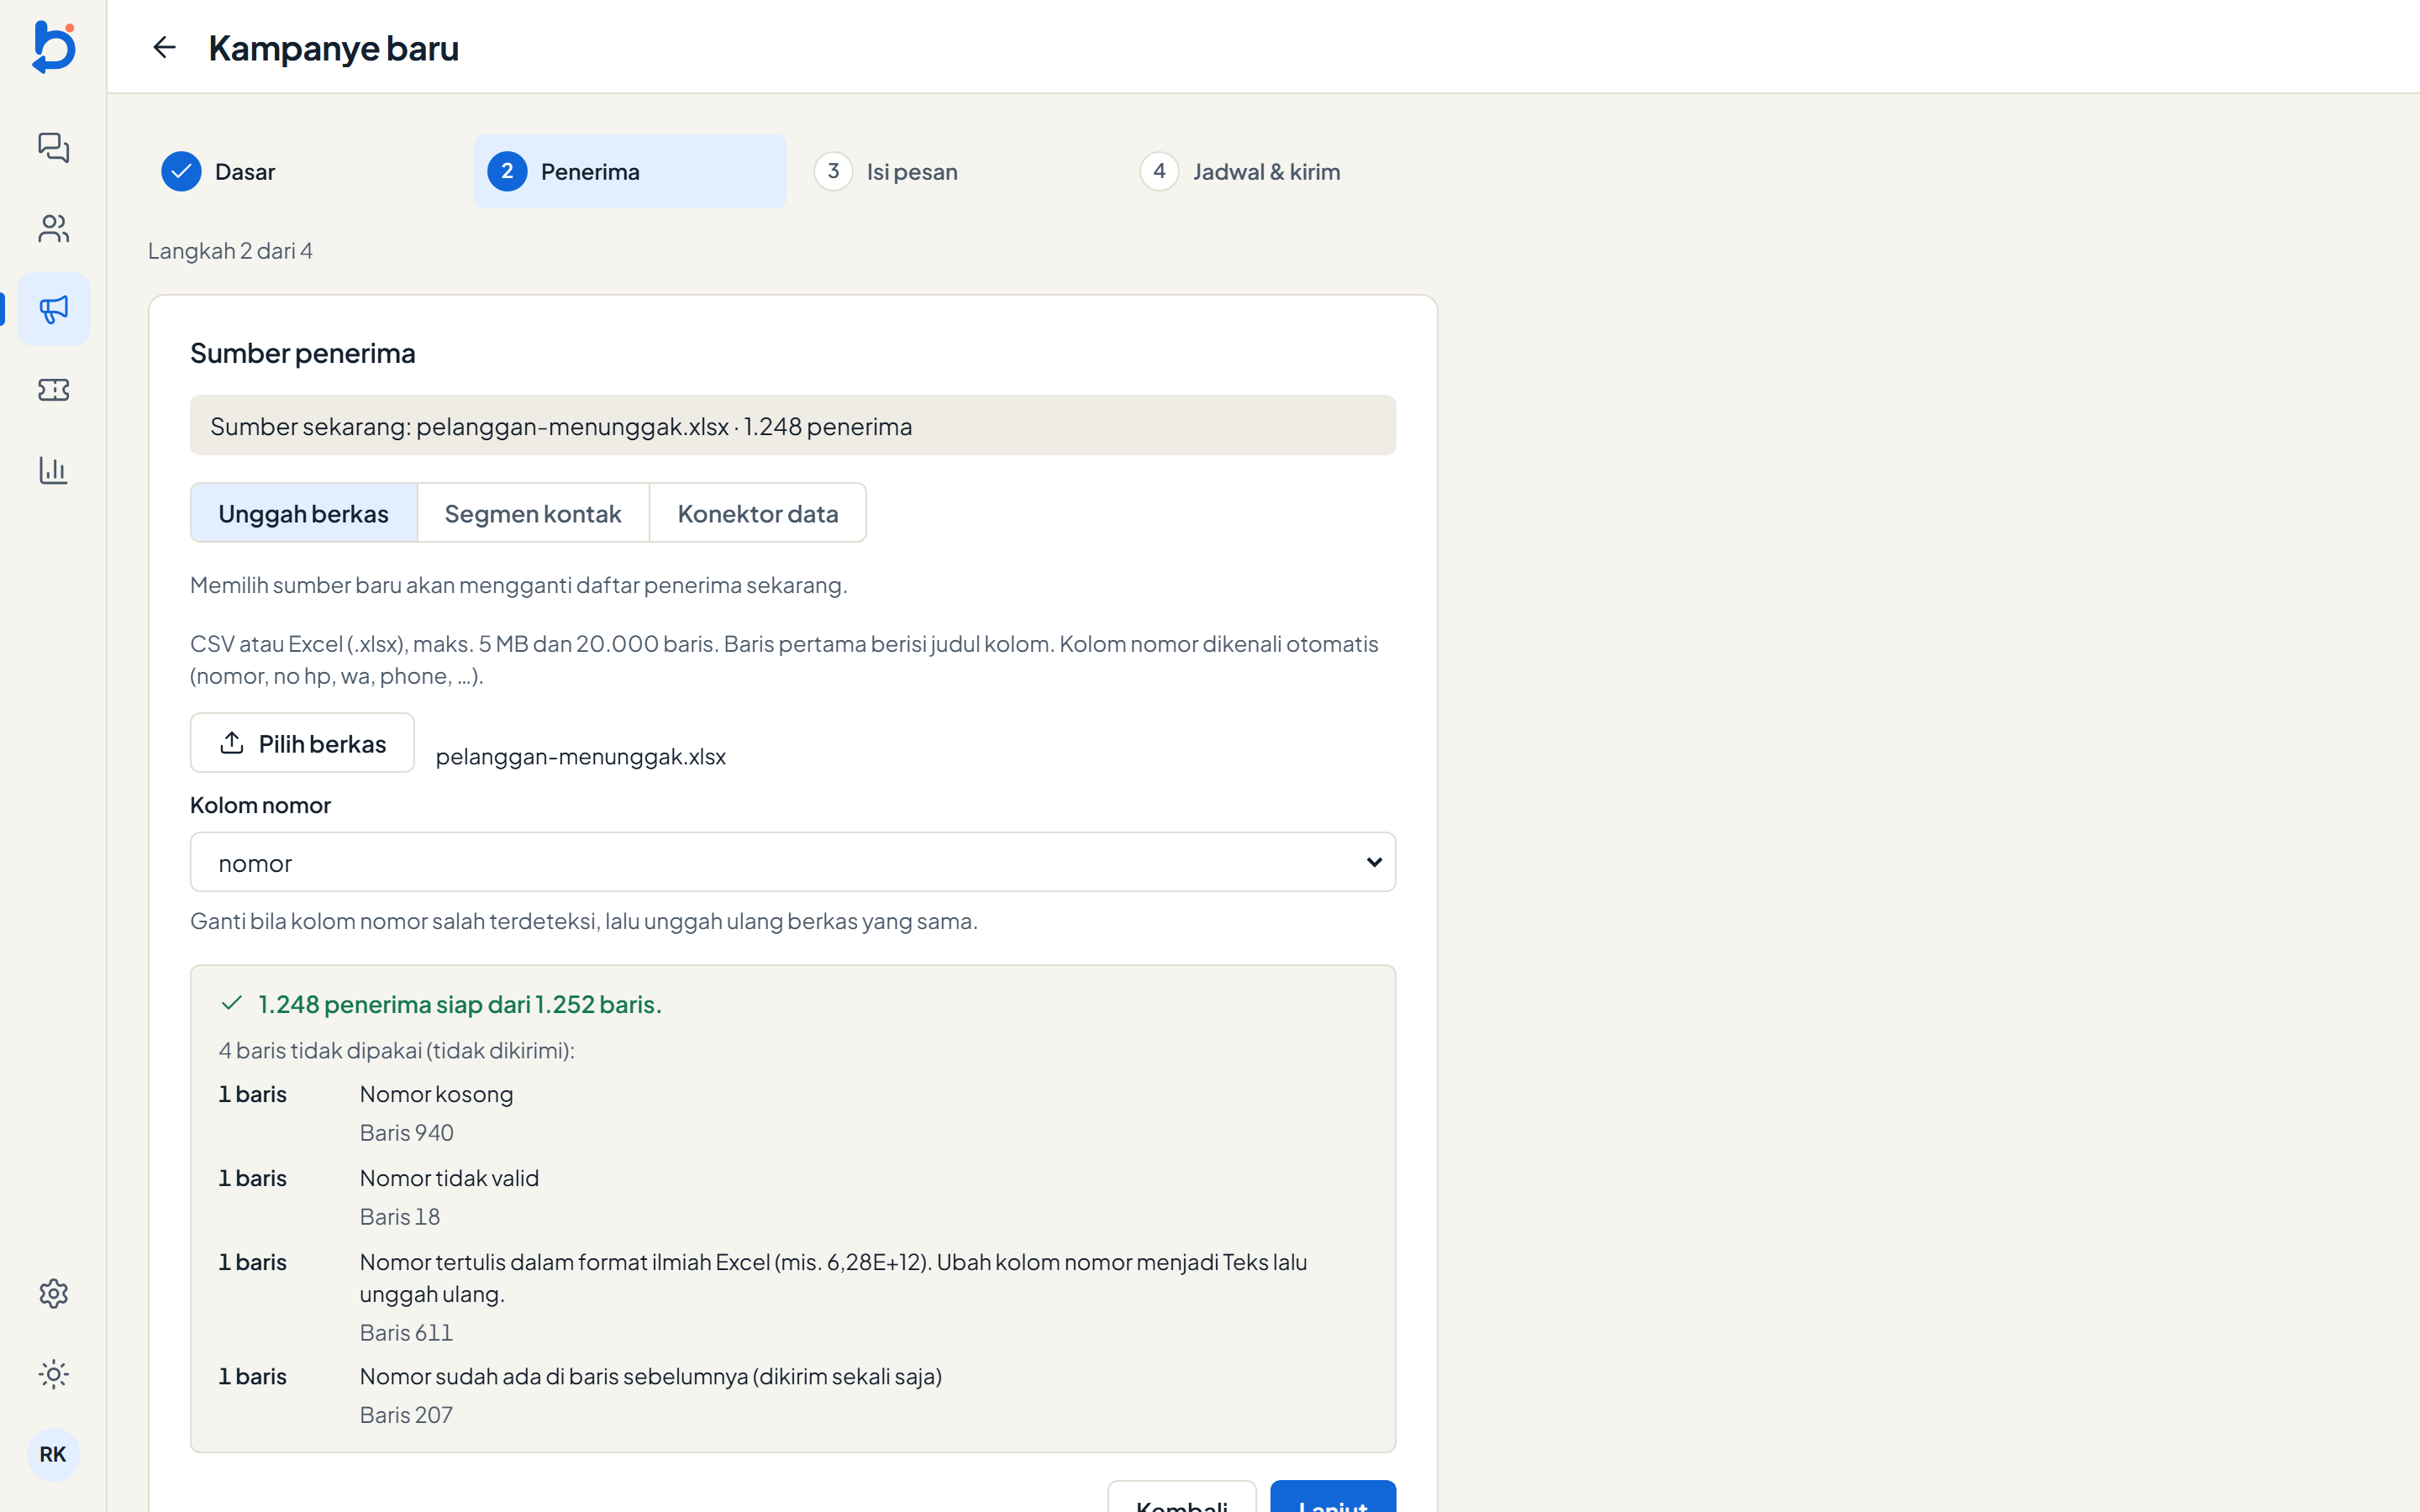 Kampanye baru
Dasar
2 Penerima
3 Isi pesan
4 Jadwal & kirim
Langkah 2 dari 4
Sumber penerima
Sumber sekarang: pelanggan-menunggak.xlsx · 1.248 penerima
Unggah berkas
Segmen kontak
Konektor data
Memilih sumber baru akan mengganti daftar penerima sekarang.
CSV atau Excel (.xlsx), maks. 5 MB dan 20.000 baris. Baris pertama berisi judul kolom. Kolom nomor dikenali otomatis
(nomor, no hp, wa, phone, …).
Pilih berkas
pelanggan-menunggak.xlsx
Kolom nomor
nomor
Ganti bila kolom nomor salah terdeteksi, lalu unggah ulang berkas yang sama.
1.248 penerima siap dari 1.252 baris.
4 baris tidak dipakai (tidak dikirimi):
1 baris Nomor kosong
Baris 940
1 baris Nomor tidak valid
Baris 18
1 baris Nomor tertulis dalam format ilmiah Excel (mis. 6,28E+12). Ubah kolom nomor menjadi Teks lalu
unggah ulang.
Baris 611
1 baris Nomor sudah ada di baris sebelumnya (dikirim sekali saja)
Baris 207
RK
Kembali
Lanjut